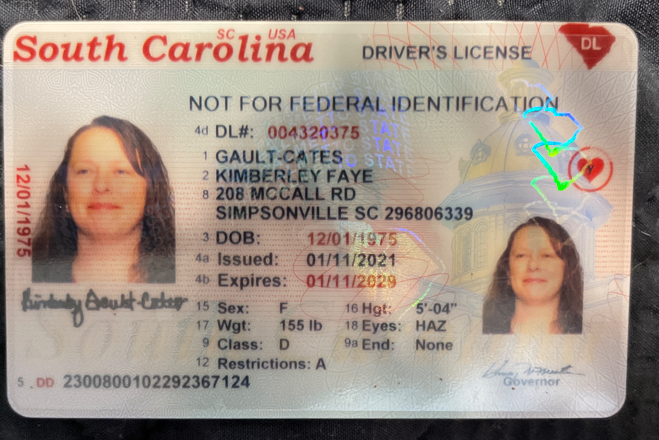 SC USA
South Carolina
DRIVER'S LICENSE
DL
NOT FOR FEDERAL IDENTIFICATION
4d DL#: 004320375
1 GAULT-CATES
2 KIMBERLEY FAYE
8 208 MCCALL RD
SIMPSONVILLE SC 296806339
3 DOB: 12/01/1975
4a Issued: 01/11/2021
4b Expires: 01/11/2029
15 Sex: F 16 Hgt: 5'-04"
17 Wgt: 155 lb 18 Eyes: HAZ
9 Class: D 9a End: None
12 Restrictions: A
5 DD 2300800102292367124
12/01/1975
Kimberly Gault-Cates
Governor